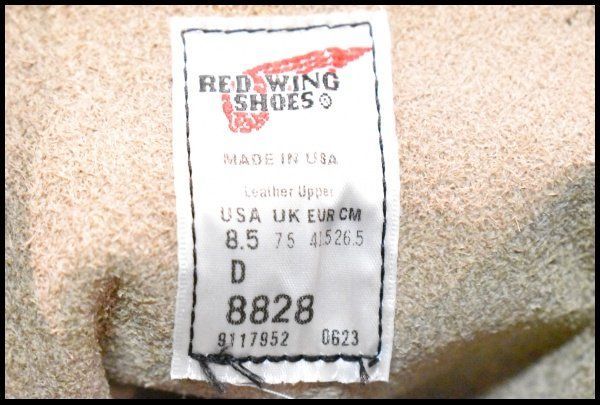 RED WING
SHOES®
MADE IN USA
Leather Upper
USA UK EUR CM
8.5 7.5 41.5 26.5
D
8828
9117952 0623